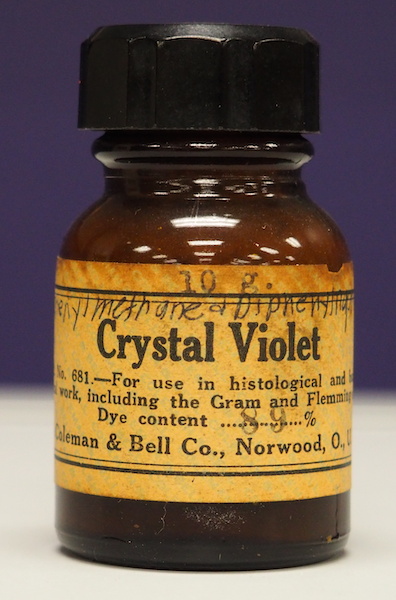 10 g.
Crystal Violet
No. 681.—For use in histological and
work, including the Gram and Flemming
Dye content ................ 89 %
Coleman & Bell Co., Norwood, O.,